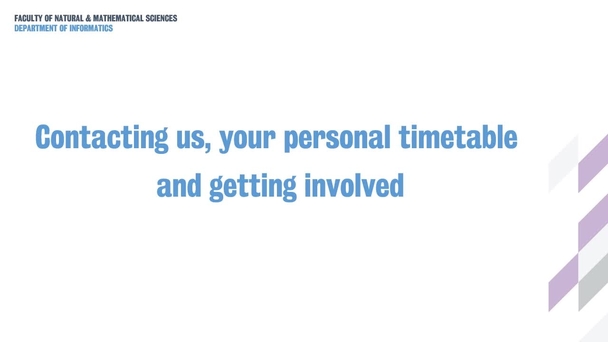 FACULTY OF NATURAL & MATHEMATICAL SCIENCES
DEPARTMENT OF INFORMATICS
Contacting us, your personal timetable
and getting involved